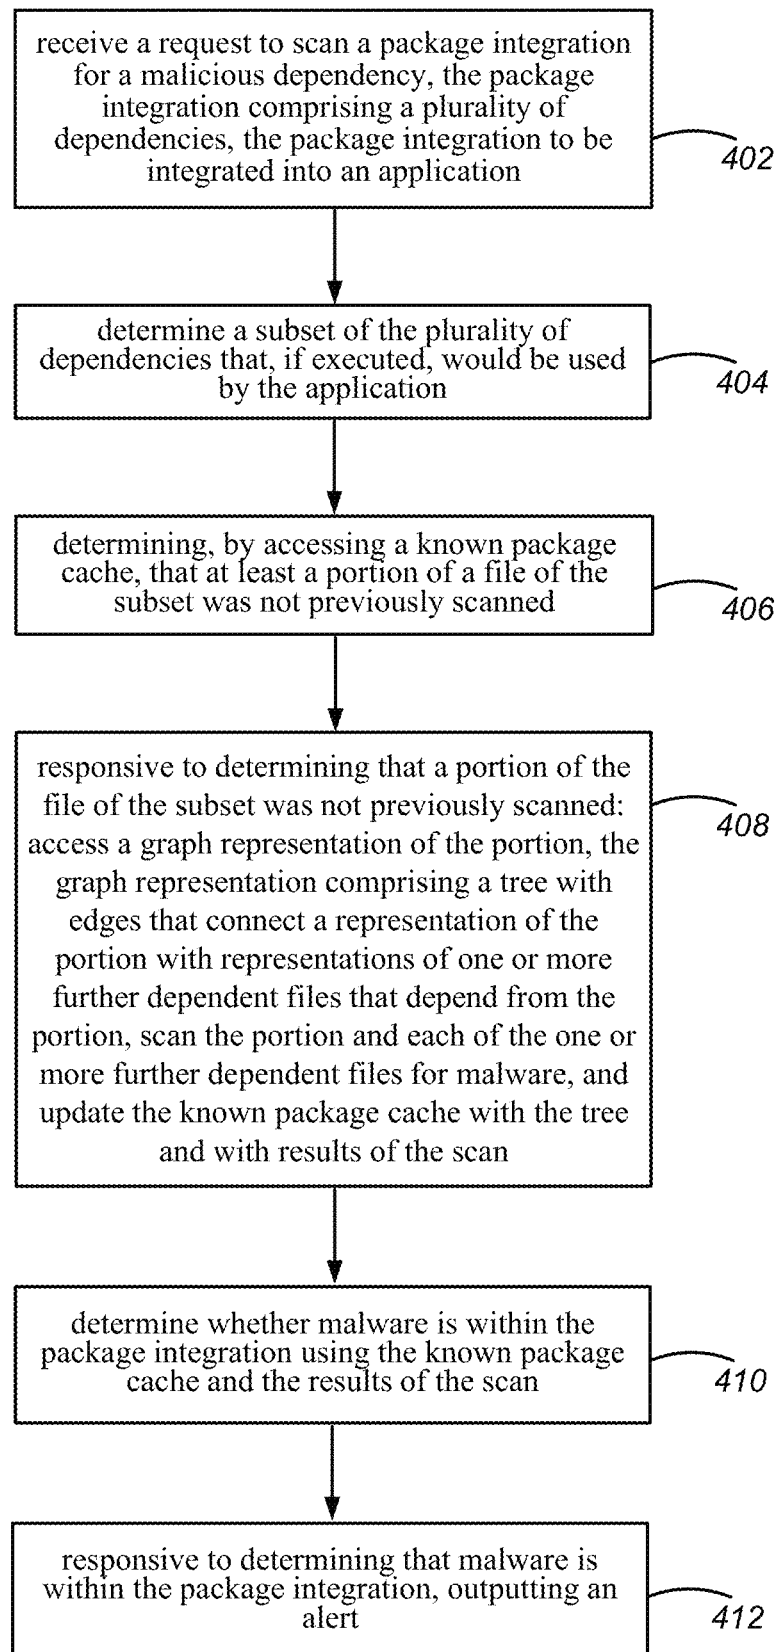 receive a request to scan a package integration
for a malicious dependency, the package
integration comprising a plurality of
dependencies, the package integration to be
integrated into an application
402
determine a subset of the plurality of
dependencies that, if executed, would be used
by the application
404
determining, by accessing a known package
cache, that at least a portion of a file of the
subset was not previously scanned
406
responsive to determining that a portion of the
file of the subset was not previously scanned:
access a graph representation of the portion, the
graph representation comprising a tree with
edges that connect a representation of the
portion with representations of one or more
further dependent files that depend from the
portion, scan the portion and each of the one or
more further dependent files for malware, and
update the known package cache with the tree
and with results of the scan
408
determine whether malware is within the
package integration using the known package
cache and the results of the scan
410
responsive to determining that malware is
within the package integration, outputting an
alert
412